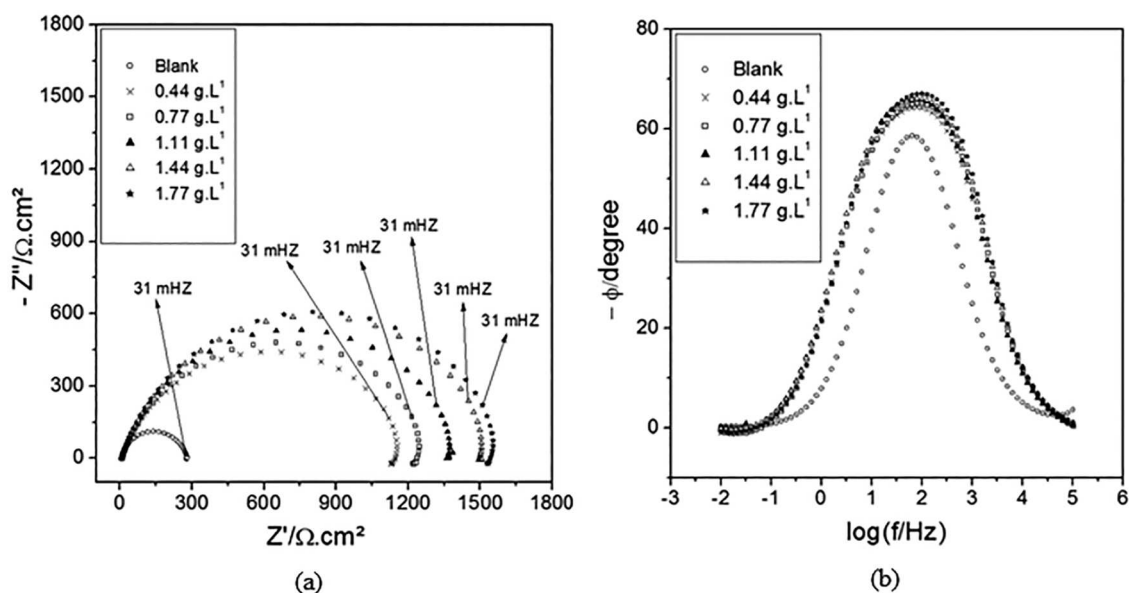 1800
1500
1200
900
600
300
0
- Z''/Ω.cm²
Blank
0.44 g.L¹
0.77 g.L¹
1.11 g.L¹
1.44 g.L¹
1.77 g.L¹
31 mHZ
31 mHZ
31 mHZ
31 mHZ
31 mHZ
31 mHZ
0 300 600 900 1200 1500 1800
Z'/Ω.cm²
(a)
80
60
40
20
0
− ϕ/degree
Blank
0.44 g.L¹
0.77 g.L¹
1.11 g.L¹
1.44 g.L¹
1.77 g.L¹
-3 -2 -1 0 1 2 3 4 5 6
log(f/Hz)
(b)